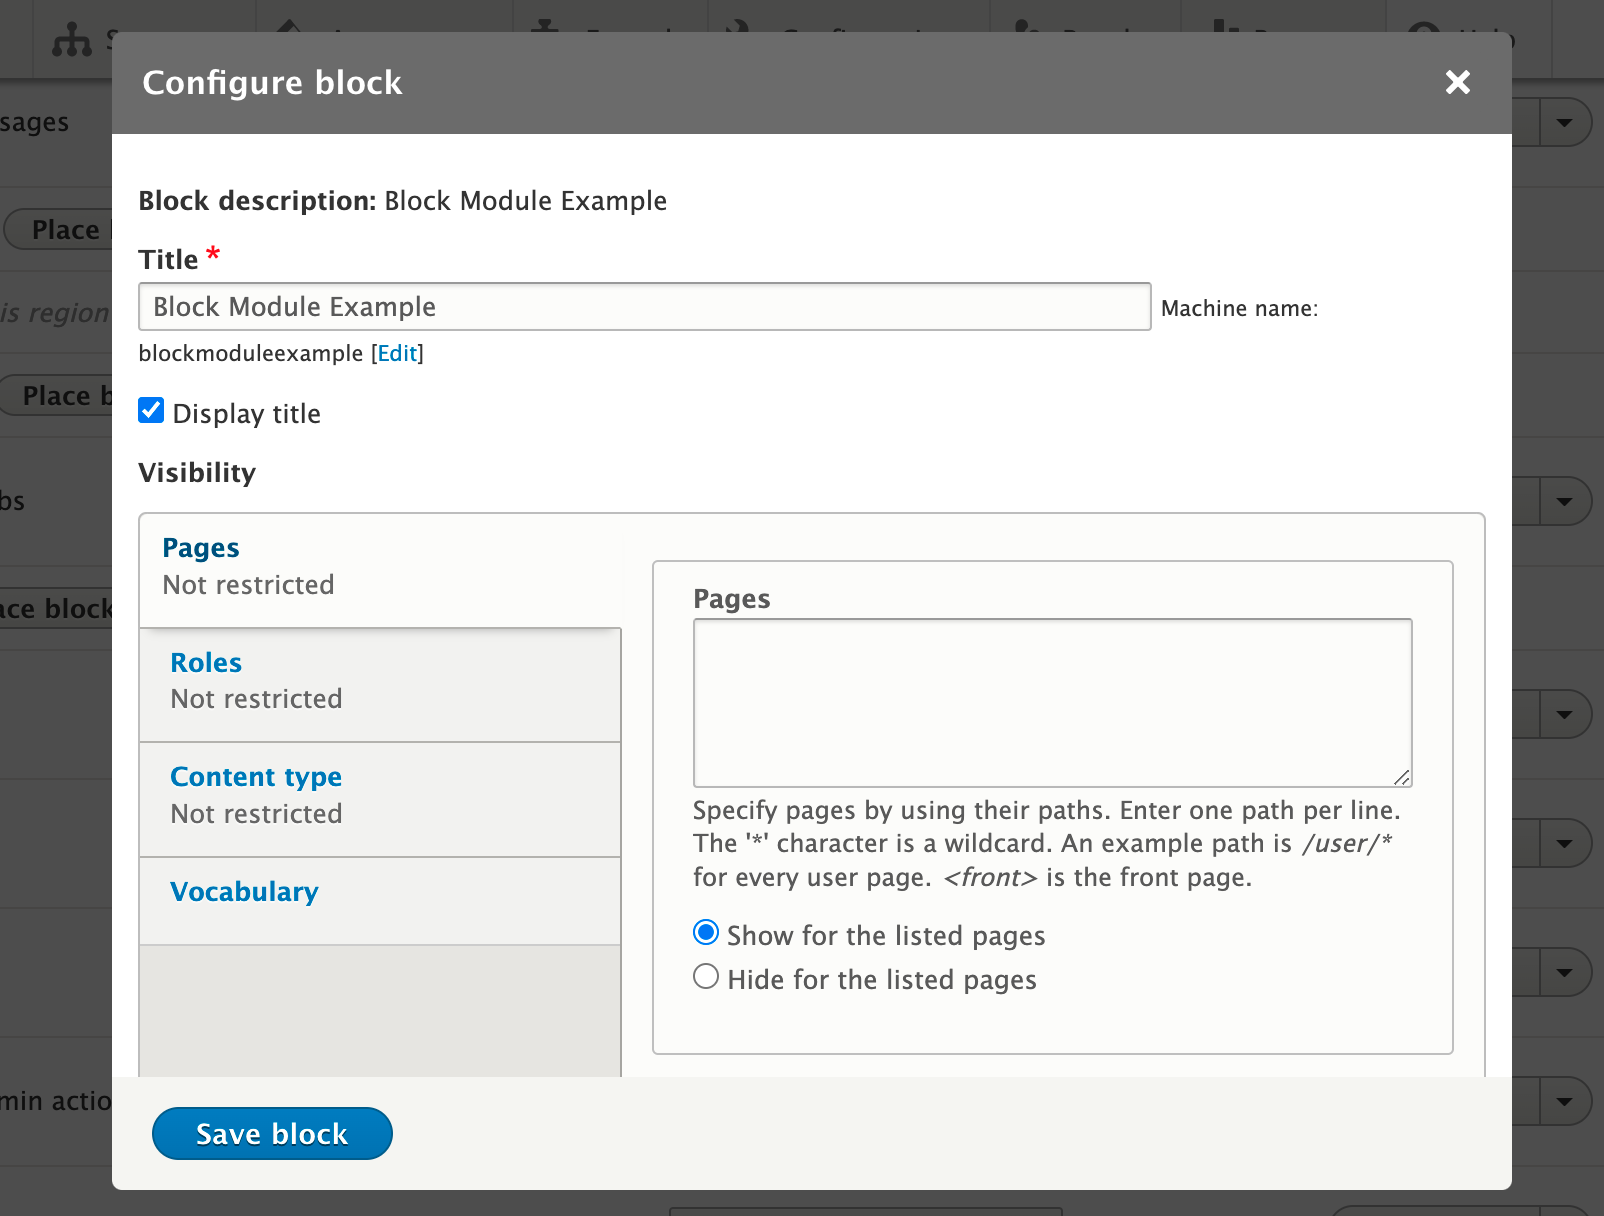 Configure block
sages
Block description: Block Module Example
Place
Title *
Block Module Example
Machine name:
is region
blockmoduleexample [Edit]
Place b
Display title
Visibility
bs
Pages
Not restricted
Pages
ace block
Roles
Not restricted
Content type
Not restricted
Specify pages by using their paths. Enter one path per line.
The '*' character is a wildcard. An example path is /user/*
for every user page. <front> is the front page.
Vocabulary
Show for the listed pages
Hide for the listed pages
min actio
Save block